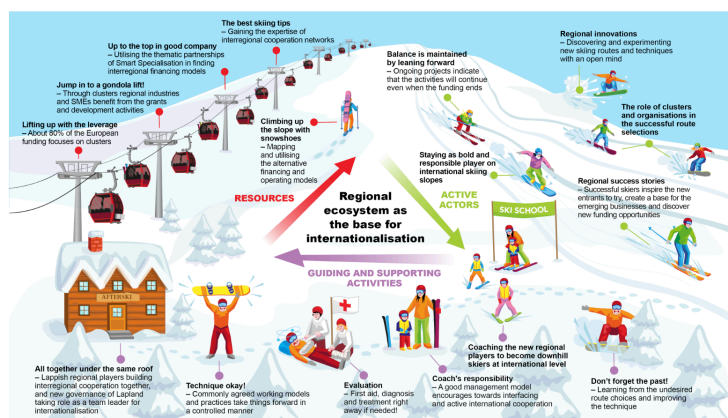 The best skiing tips
– Gaining the expertise of
interregional cooperation networks
Up to the top in good company
– Utilising the thematic partnerships
of Smart Specialisation in finding
interregional financing models
Jump in to a gondola lift!
– Through clusters regional industries
and SMEs benefit from the grants
and development activities
Lifting up with the leverage
– About 80% of the European
funding focuses on clusters
Climbing up
the slope with
snowshoes
– Mapping
and utilising
the alternative
financing and
operating models
Balance is maintained
by leaning forward
– Ongoing projects indicate
that the activities will continue
even when the funding ends
Regional innovations
– Discovering and experimenting
new skiing routes and techniques
with an open mind
The role of clusters
and organisations in
the successful route
selections
Staying as bold and
responsible player on
international skiing
slopes
Regional success stories
– Successful skiers inspire the new
entrants to try, create a base for the
emerging businesses and discover
new funding opportunities
RESOURCES
Regional
ecosystem as
the base for
internationalisation
ACTIVE
ACTORS
SKI SCHOOL
GUIDING AND SUPPORTING
ACTIVITIES
AFTERSKI
All together under the same roof
– Lappish regional players building
interregional cooperation together,
and new governance of Lapland
taking role as a team leader for
internationalisation
Technique okay!
– Commonly agreed working models
and practices take things forward in
a controlled manner
Evaluation
– First aid, diagnosis
and treatment right
away if needed!
Coach's responsibility
– A good management model
encourages towards interfacing
and active international cooperation
Coaching the new regional
players to become downhill
skiers at international level
Don't forget the past!
– Learning from the undesired
route choices and improving
the technique